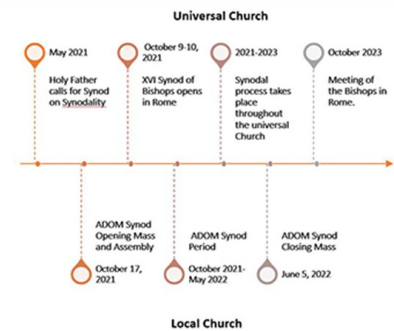 Universal Church
May 2021
Holy Father
calls for Synod
on Synodality
October 9-10,
2021
XVI Synod of
Bishops opens
in Rome
2021-2023
Synodal
process takes
place
throughout
the universal
Church
October 2023
Meeting of
the Bishops in
Rome.
ADOM Synod
Opening Mass
and Assembly
October 17,
2021
ADOM Synod
Period
October 2021-
May 2022
ADOM Synod
Closing Mass
June 5, 2022
Local Church